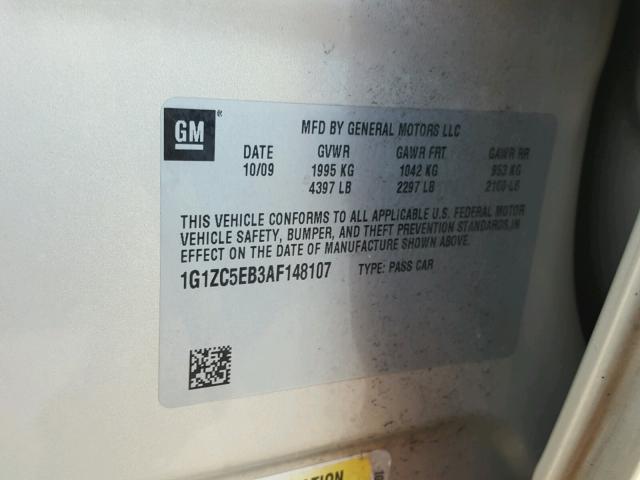 GM ®
MFD BY GENERAL MOTORS LLC
DATE GVWR GAWR FRT GAWR RR
10/09 1995 KG 1042 KG 953 KG
4397 LB 2297 LB 2100 LB
THIS VEHICLE CONFORMS TO ALL APPLICABLE U.S. FEDERAL MOTOR
VEHICLE SAFETY, BUMPER, AND THEFT PREVENTION STANDARDS,IN
EFFECT ON THE DATE OF MANUFACTURE SHOWN ABOVE.
1G1ZC5EB3AF148107 TYPE: PASS CAR